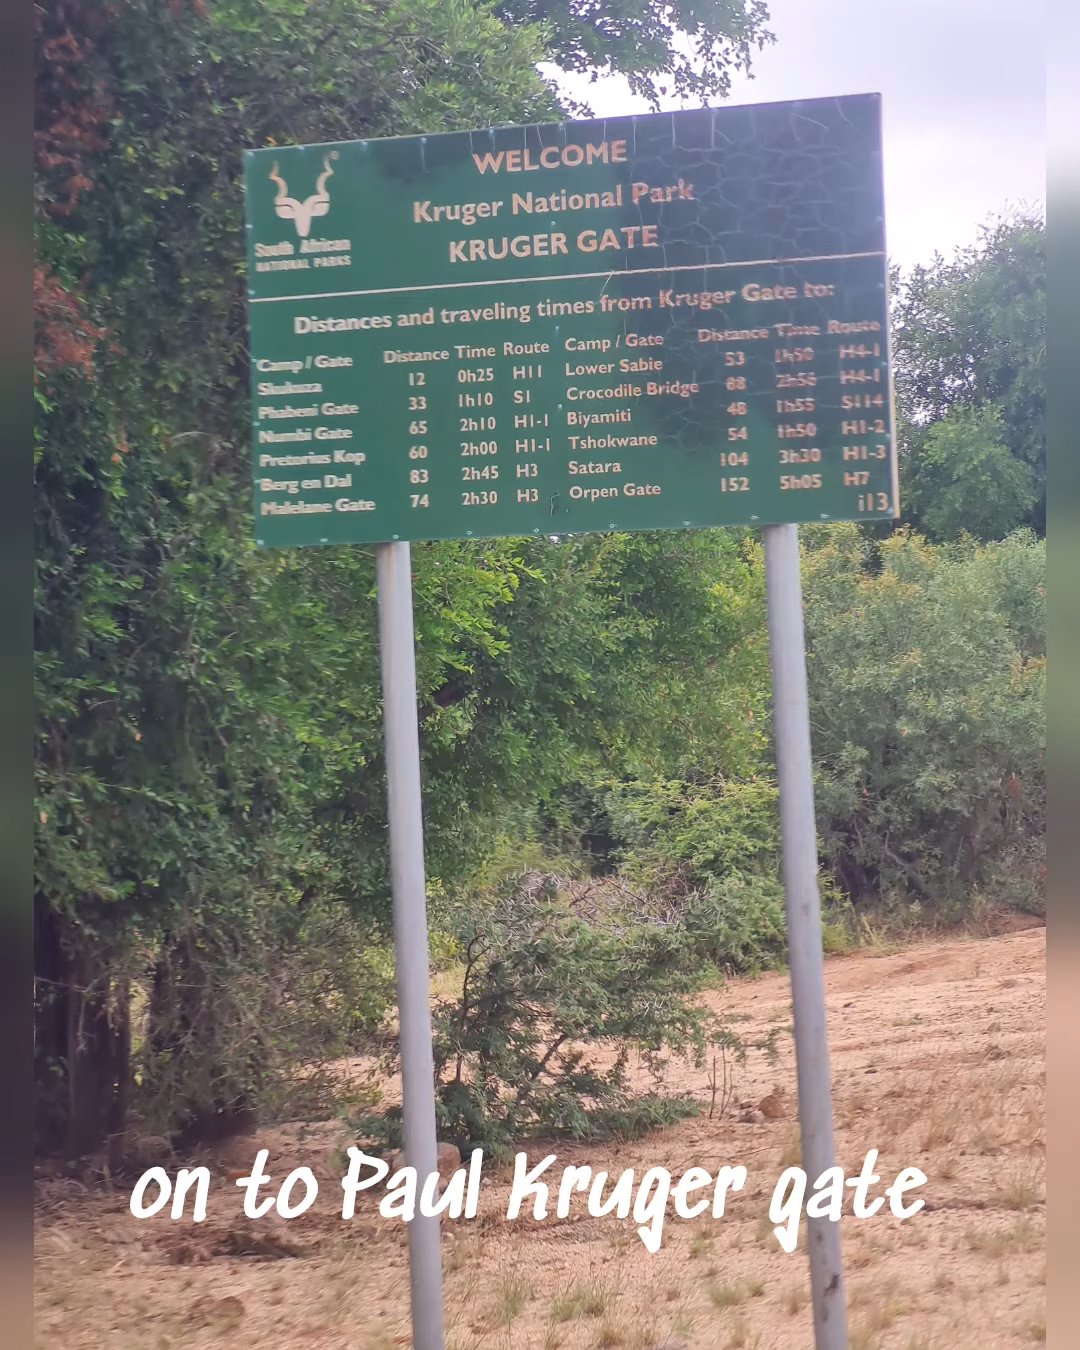 WELCOME
Kruger National Park
KRUGER GATE
South African
NATIONAL PARKS
Distances and traveling times from Kruger Gate to:
Camp / Gate Distance Time Route Camp / Gate Distance Time Route
Skukuza 12 0h25 H11 Lower Sabie 53 1h50 H4-1
Phabeni Gate 33 1h10 S1 Crocodile Bridge 88 2h55 H4-1
Numbi Gate 65 2h10 H1-1 Biyamiti 48 1h55 S114
Pretorius Kop 60 2h00 H1-1 Tshokwane 54 1h50 H1-2
Berg en Dal 83 2h45 H3 Satara 104 3h30 H1-3
Malelane Gate 74 2h30 H3 Orpen Gate 152 5h05 H7
i13
on to Paul Kruger gate